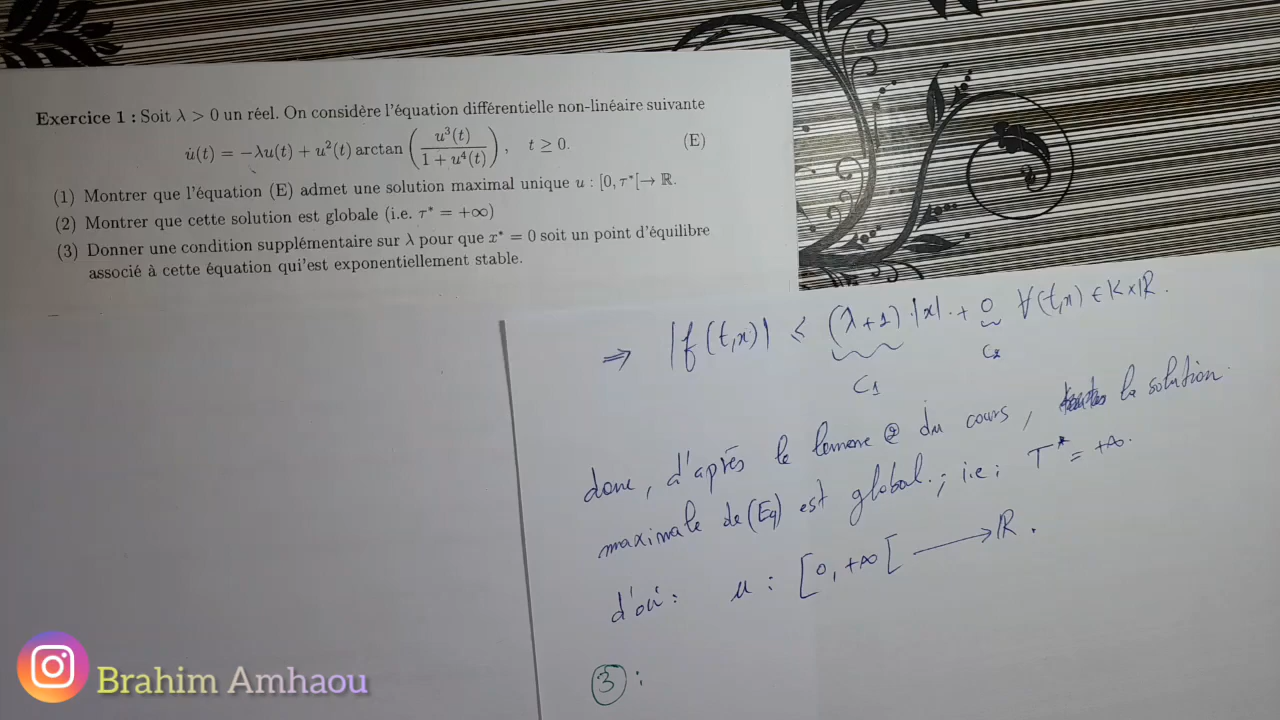 Exercice 1 : Soit λ > 0 un réel. On considère l'équation différentielle non-linéaire suivante
u̇(t) = −λu(t) + u²(t) arctan ( u³(t) / 1 + u⁴(t) ), t ≥ 0. (E)
(1) Montrer que l'équation (E) admet une solution maximal unique u : [0, τ*[→ ℝ.
(2) Montrer que cette solution est globale (i.e. τ* = +∞)
(3) Donner une condition supplémentaire sur λ pour que x* = 0 soit un point d'équilibre
associé à cette équation qui'est exponentiellement stable.
⇒ |f(t,x)| ≤ (λ+1) · |x| · + 0 ∀(t,x) ∈ K×ℝ.
C₁ C₂
donc, d'après le lemme ② du cours, la solution
maximale de (Eq) est global. ; i.e : T* = +∞.
d'où : u : [0, +∞[ ⟶ ℝ.
③ :
Brahim Amhaou